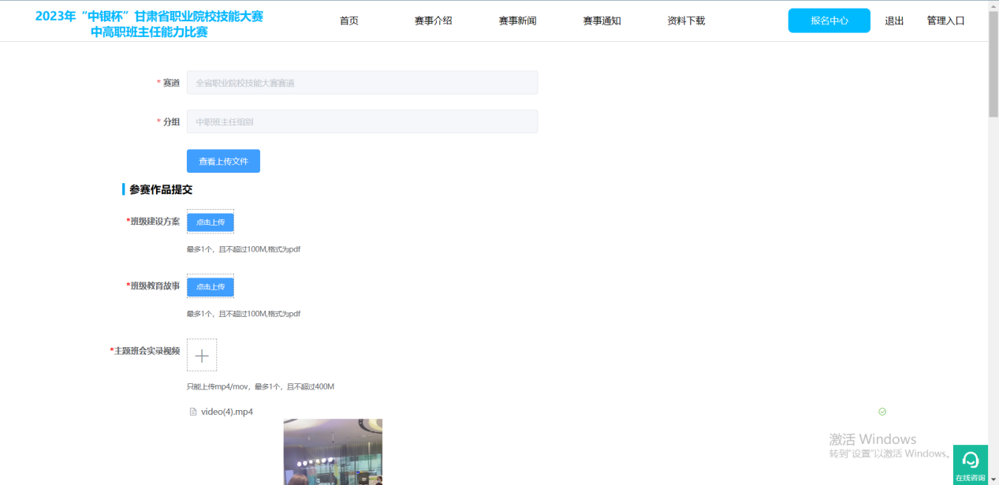 2023年“中银杯”甘肃省职业院校技能大赛
中高职班主任能力比赛
首页 赛事介绍 赛事新闻 赛事通知 资料下载 报名中心 退出 管理入口
* 赛道 全省职业院校技能大赛赛道
* 分组 中职班主任组别
查看上传文件
参赛作品提交
*班级建设方案 点击上传
最多1个，且不超过100M,格式为pdf
*班级教育故事 点击上传
最多1个，且不超过100M,格式为pdf
*主题班会实录视频
只能上传mp4/mov，最多1个，且不超过400M
video(4).mp4
激活 Windows
转到"设置"以激活 Windows。
在线咨询